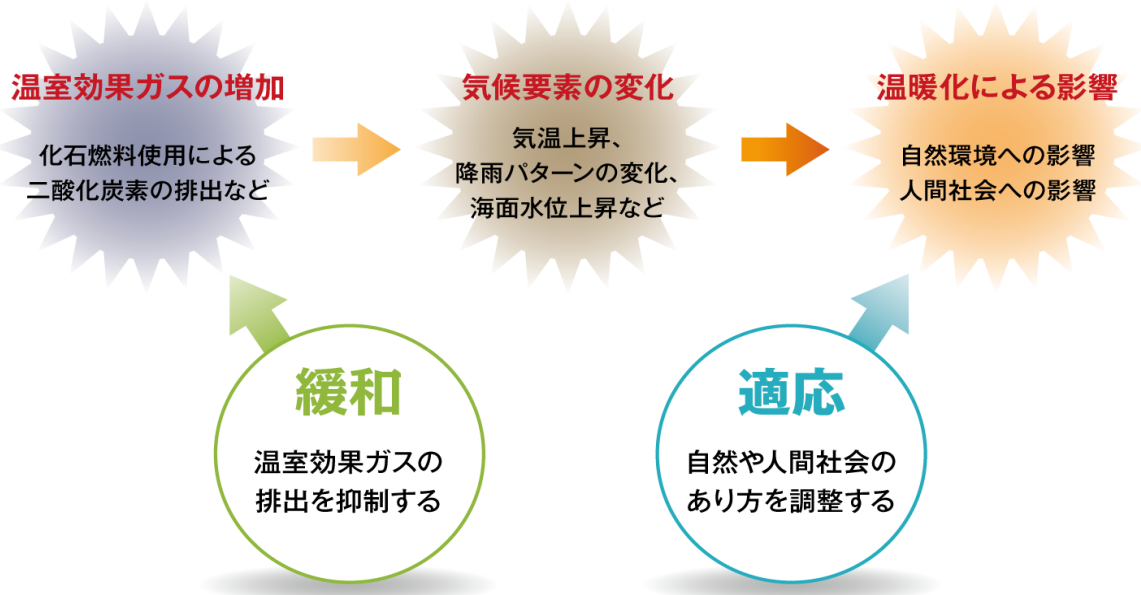 温室効果ガスの増加
化石燃料使用による
二酸化炭素の排出など
気候要素の変化
気温上昇、
降雨パターンの変化、
海面水位上昇など
温暖化による影響
自然環境への影響
人間社会への影響
緩和
温室効果ガスの
排出を抑制する
適応
自然や人間社会の
あり方を調整する